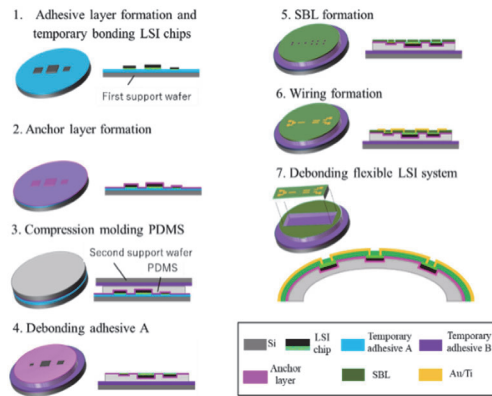 1. Adhesive layer formation and
temporary bonding LSI chips
First support wafer
2. Anchor layer formation
3. Compression molding PDMS
Second support wafer
PDMS
4. Debonding adhesive A
5. SBL formation
6. Wiring formation
7. Debonding flexible LSI system
Si
LSI
chip
Temporary
adhesive A
Temporary
adhesive B
Anchor
layer
SBL
Au/Ti